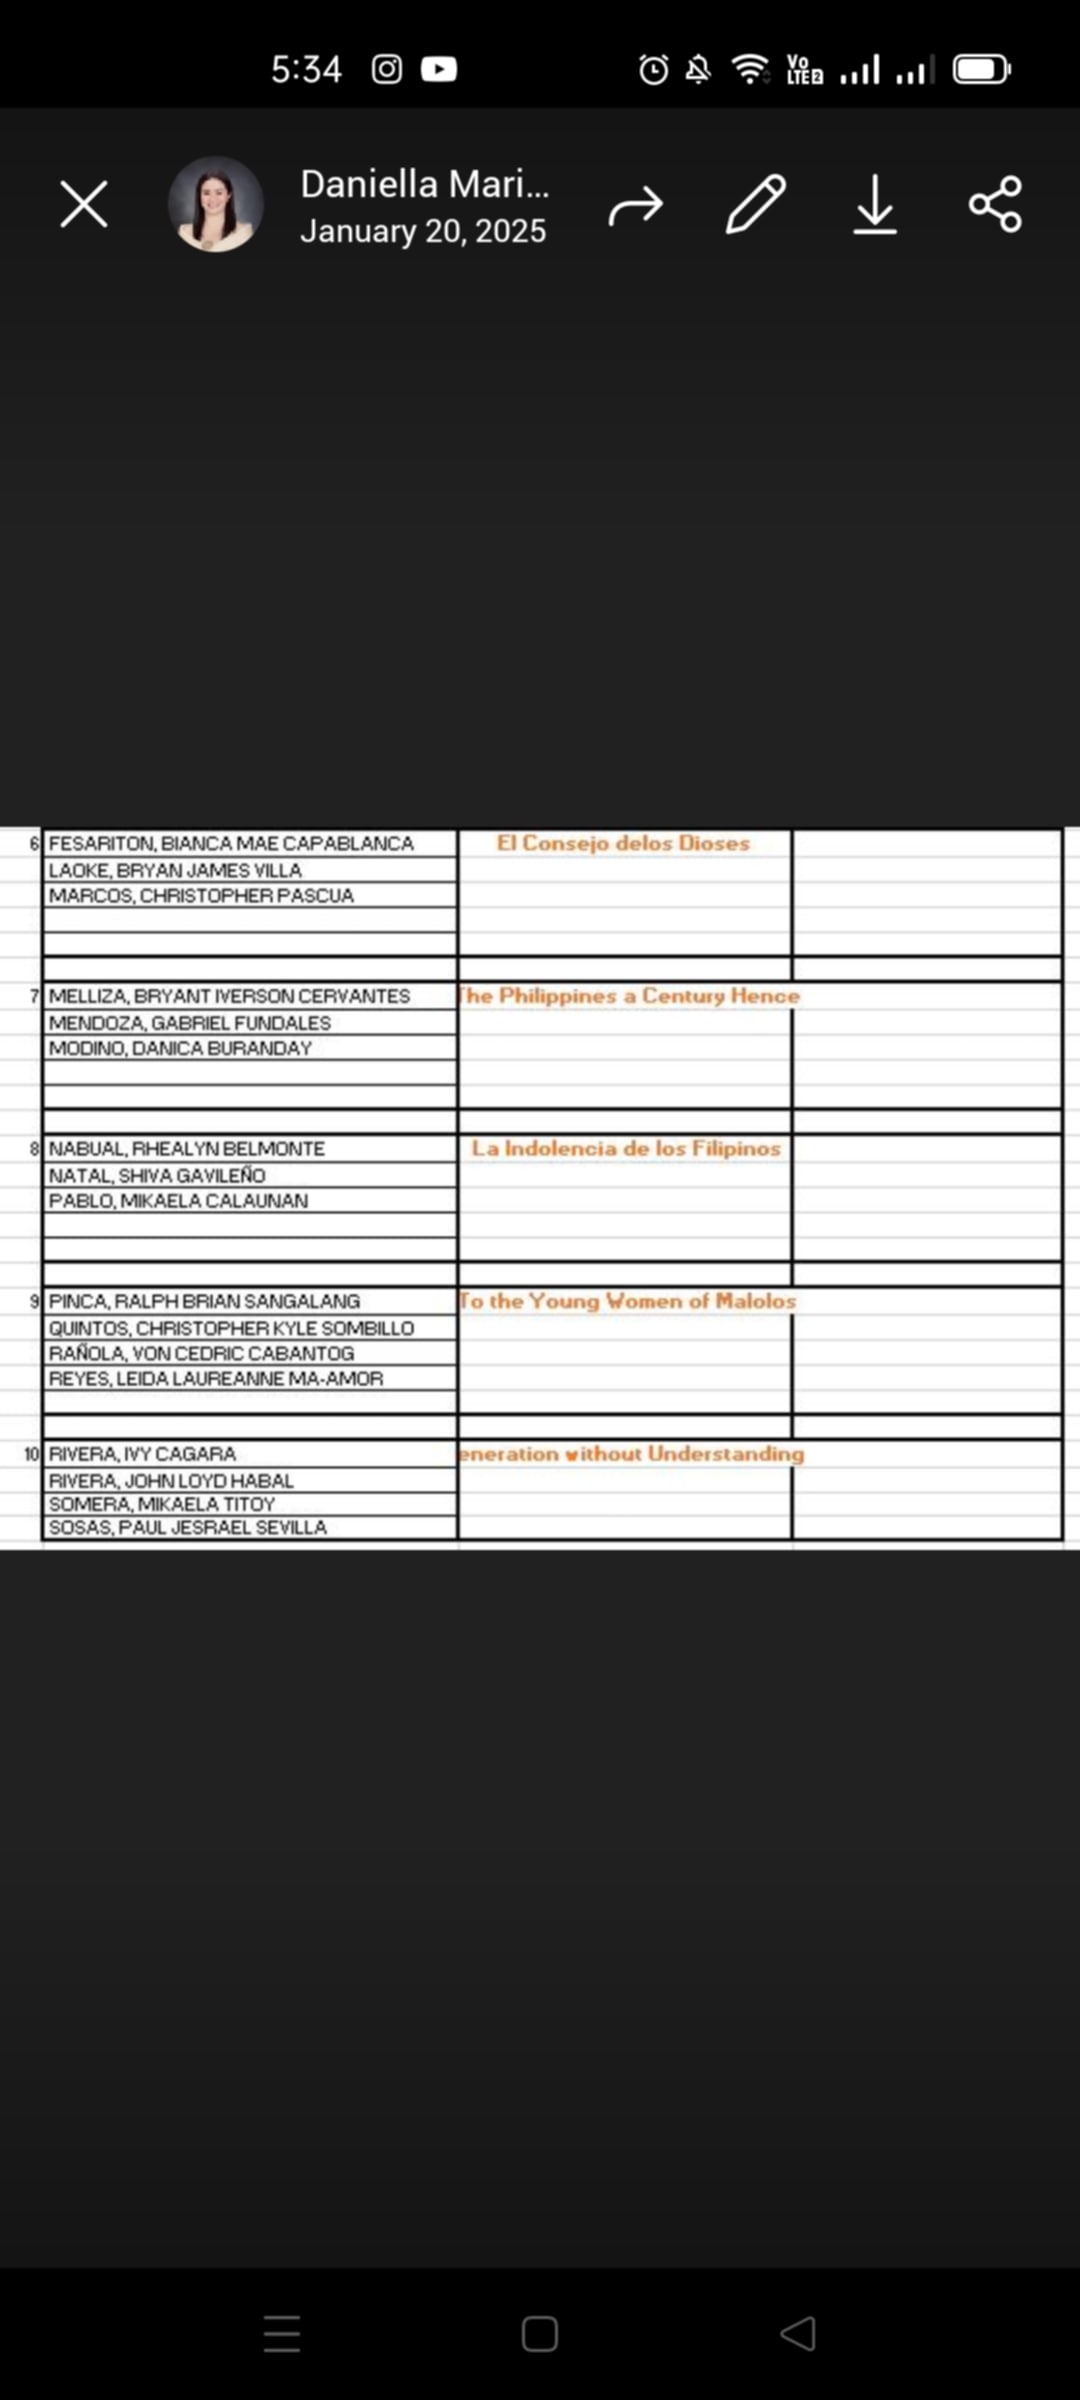 5:34
Vo
LTE2
Daniella Mari...
January 20, 2025
6 FESARITON, BIANCA MAE CAPABLANCA El Consejo delos Dioses
LAOKE, BRYAN JAMES VILLA
MARCOS, CHRISTOPHER PASCUA
7 MELLIZA, BRYANT IVERSON CERVANTES The Philippines a Century Hence
MENDOZA, GABRIEL FUNDALES
MODINO, DANICA BURANDAY
8 NABUAL, RHEALYN BELMONTE La Indolencia de los Filipinos
NATAL, SHIVA GAVILEÑO
PABLO, MIKAELA CALAUNAN
9 PINCA, RALPH BRIAN SANGALANG To the Young Women of Malolos
QUINTOS, CHRISTOPHER KYLE SOMBILLO
RAÑOLA, VON CEDRIC CABANTOG
REYES, LEIDA LAUREANNE MA-AMOR
10 RIVERA, IVY CAGARA eneration without Understanding
RIVERA, JOHN LOYD HABAL
SOMERA, MIKAELA TITOY
SOSAS, PAUL JESRAEL SEVILLA